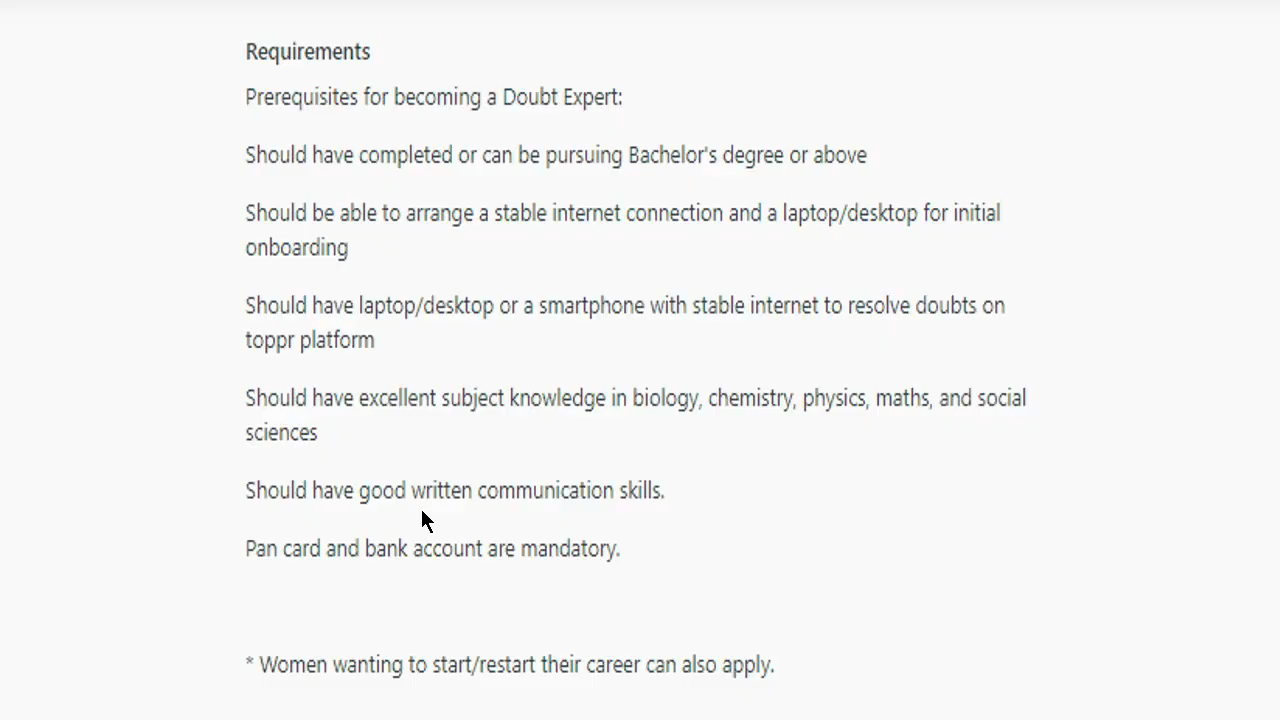 Requirements
Prerequisites for becoming a Doubt Expert:
Should have completed or can be pursuing Bachelor's degree or above
Should be able to arrange a stable internet connection and a laptop/desktop for initial
onboarding
Should have laptop/desktop or a smartphone with stable internet to resolve doubts on
toppr platform
Should have excellent subject knowledge in biology, chemistry, physics, maths, and social
sciences
Should have good written communication skills.
Pan card and bank account are mandatory.
* Women wanting to start/restart their career can also apply.